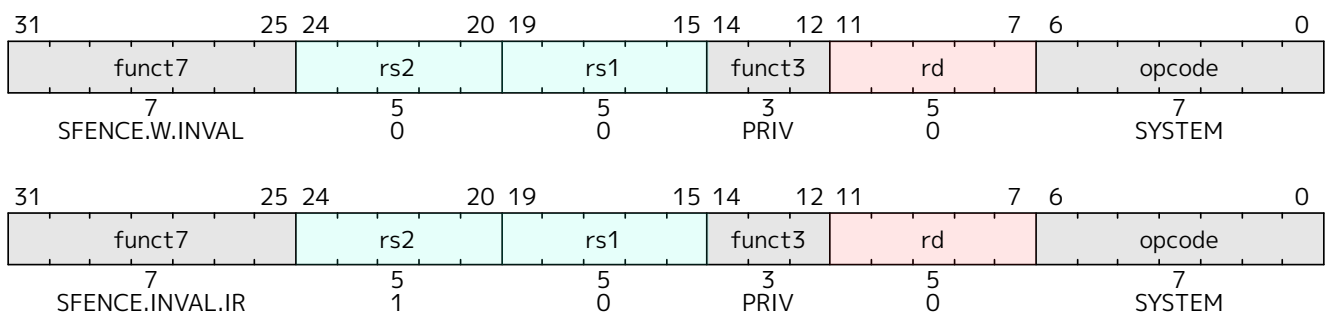 31 25 24 20 19 15 14 12 11 7 6 0
funct7 rs2 rs1 funct3 rd opcode
7 5 5 3 5 7
SFENCE.W.INVAL 0 0 PRIV 0 SYSTEM
31 25 24 20 19 15 14 12 11 7 6 0
funct7 rs2 rs1 funct3 rd opcode
7 5 5 3 5 7
SFENCE.INVAL.IR 1 0 PRIV 0 SYSTEM